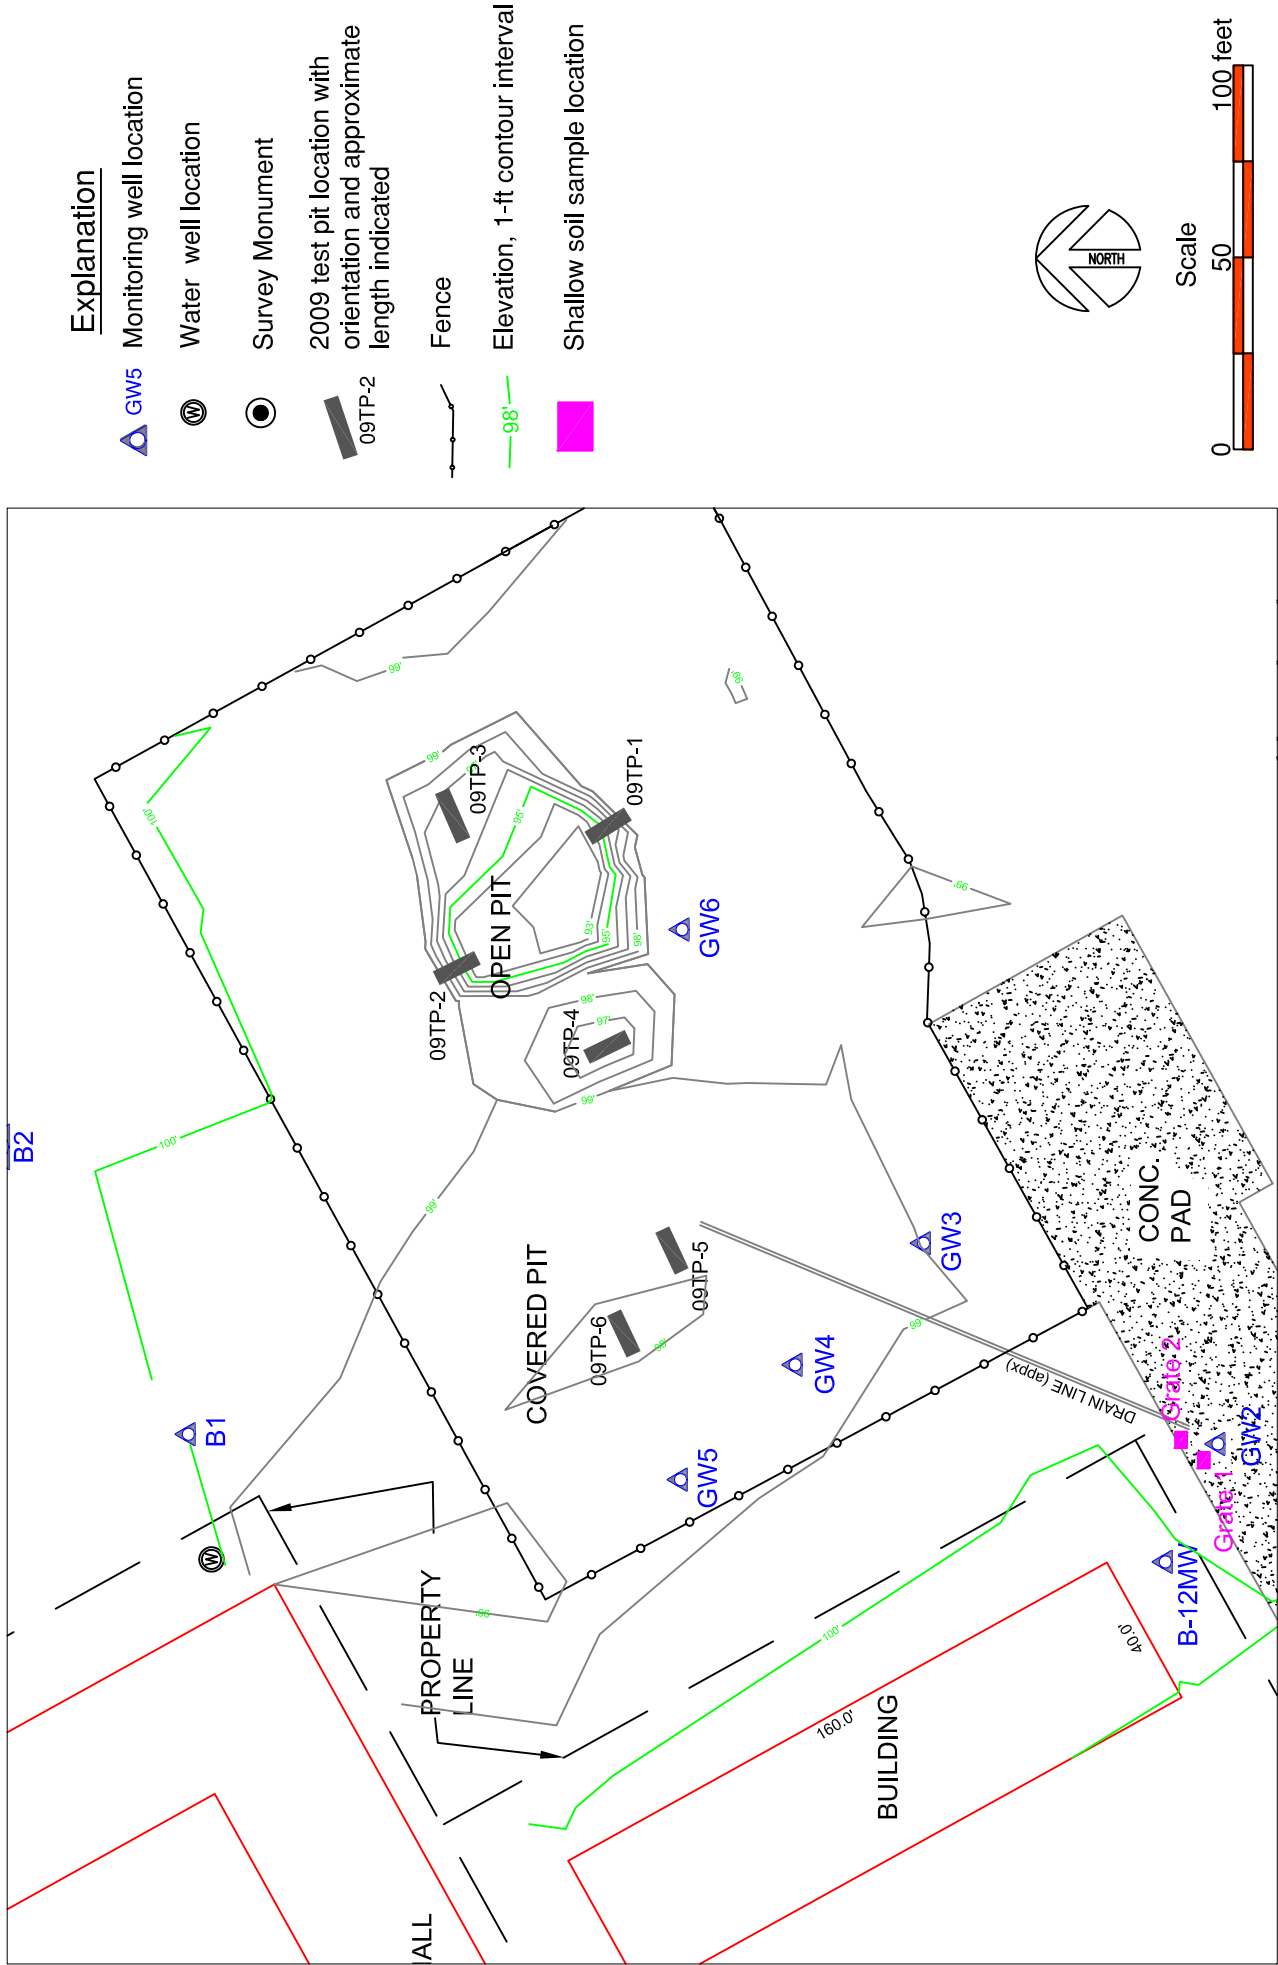 Explanation
GW5 Monitoring well location
W Water well location
Survey Monument
2009 test pit location with
orientation and approximate
length indicated
09TP-2
Fence
98' Elevation, 1-ft contour interval
Shallow soil sample location
NORTH
Scale
0 50 100 feet
B2
B1
W
100'
100'
99'
99'
99'
09TP-3
09TP-1
95'
93'
95'
98'
OPEN PIT
09TP-2
GW6
99'
98'
97'
09TP-4
99'
99'
COVERED PIT
09TP-5
09TP-6
98'
GW3
GW4
GW5
99'
DRAIN LINE (appx)
CONC.
PAD
Grate 2
Grate 1
GW2
B-12MW
PROPERTY
LINE
100'
160.0'
40.0'
BUILDING